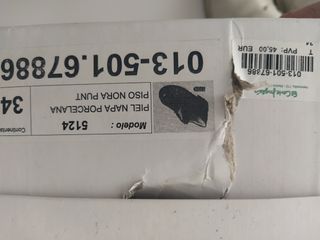 013-501.67886
Modelo :
5124
PIEL NAPA PORCELANA
PISO NORA PUNT
34
T
PVP: 45,00 EUR
013-501-67886